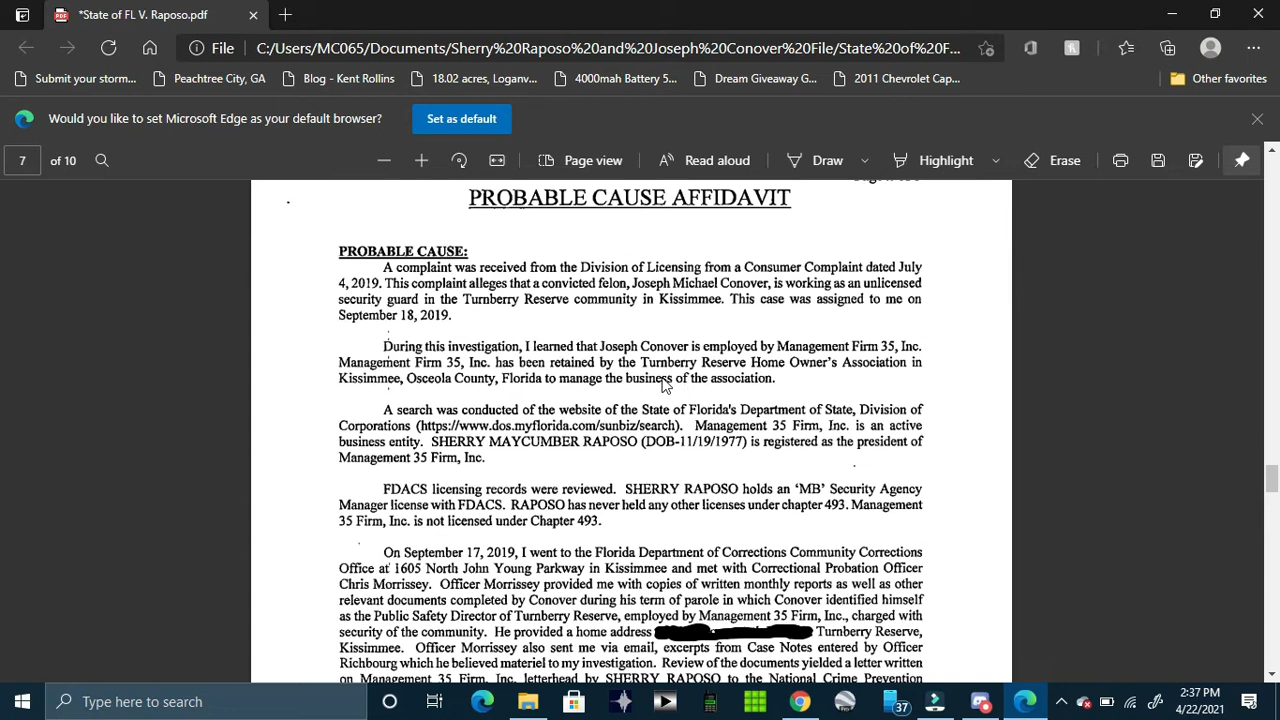 *State of FL V. Raposo.pdf
File C:/Users/MC065/Documents/Sherry%20Raposo%20and%20Joseph%20Conover%20File/State%20of%20F...
Submit your storm... Peachtree City, GA Blog - Kent Rollins 18.02 acres, Loganv... 4000mah Battery 5... Dream Giveaway G... 2011 Chevrolet Cap... Other favorites
Would you like to set Microsoft Edge as your default browser? Set as default
7 of 10 Page view Read aloud Draw Highlight Erase
PROBABLE CAUSE AFFIDAVIT
PROBABLE CAUSE:
A complaint was received from the Division of Licensing from a Consumer Complaint dated July
4, 2019. This complaint alleges that a convicted felon, Joseph Michael Conover, is working as an unlicensed
security guard in the Turnberry Reserve community in Kissimmee. This case was assigned to me on
September 18, 2019.
During this investigation, I learned that Joseph Conover is employed by Management Firm 35, Inc.
Management Firm 35, Inc. has been retained by the Turnberry Reserve Home Owner's Association in
Kissimmee, Osceola County, Florida to manage the business of the association.
A search was conducted of the website of the State of Florida's Department of State, Division of
Corporations (https://www.dos.myflorida.com/sunbiz/search). Management 35 Firm, Inc. is an active
business entity. SHERRY MAYCUMBER RAPOSO (DOB-11/19/1977) is registered as the president of
Management 35 Firm, Inc.
FDACS licensing records were reviewed. SHERRY RAPOSO holds an 'MB' Security Agency
Manager license with FDACS. RAPOSO has never held any other licenses under chapter 493. Management
35 Firm, Inc. is not licensed under Chapter 493.
On September 17, 2019, I went to the Florida Department of Corrections Community Corrections
Office at 1605 North John Young Parkway in Kissimmee and met with Correctional Probation Officer
Chris Morrissey. Officer Morrissey provided me with copies of written monthly reports as well as other
relevant documents completed by Conover during his term of parole in which Conover identified himself
as the Public Safety Director of Turnberry Reserve, employed by Management 35 Firm, Inc., charged with
security of the community. He provided a home address Turnberry Reserve,
Kissimmee. Officer Morrissey also sent me via email, excerpts from Case Notes entered by Officer
Richbourg which he believed materiel to my investigation. Review of the documents yielded a letter written
on Management 35 Firm, Inc. letterhead by SHERRY RAPOSO to the National Crime Prevention
Type here to search
37
2:37 PM
4/22/2021